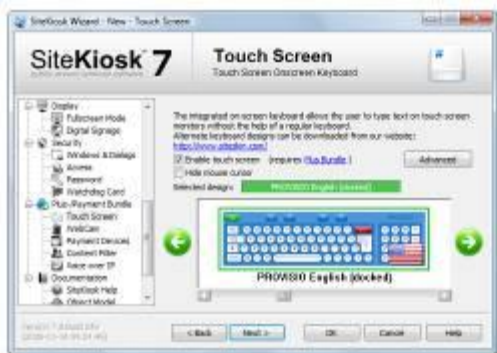 SiteKiosk Wizard - New - Touch Screen
SiteKiosk 7
Touch Screen
Touch Screen Onscreen Keyboard
Display
Fullscreen Mode
Digital Signage
Security
Windows & Dialogs
Access
Password
Watchdog Card
Plus-/Payment Bundle
Touch Screen
WebCam
Payment Devices
Content Filter
Voice over IP
Documentation
SiteKiosk Help
Object Model
The integrated on screen keyboard allows the user to type text on touch screen
monitors without the help of a regular keyboard.
Alternate keyboard designs can be downloaded from our website:
Enable touch screen (requires Plus Bundle )
Advanced
Hide mouse cursor
Selected design:
PROVISIO English (docked)
PROVISIO English (docked)
< Back
Next >
OK
Cancel
Help